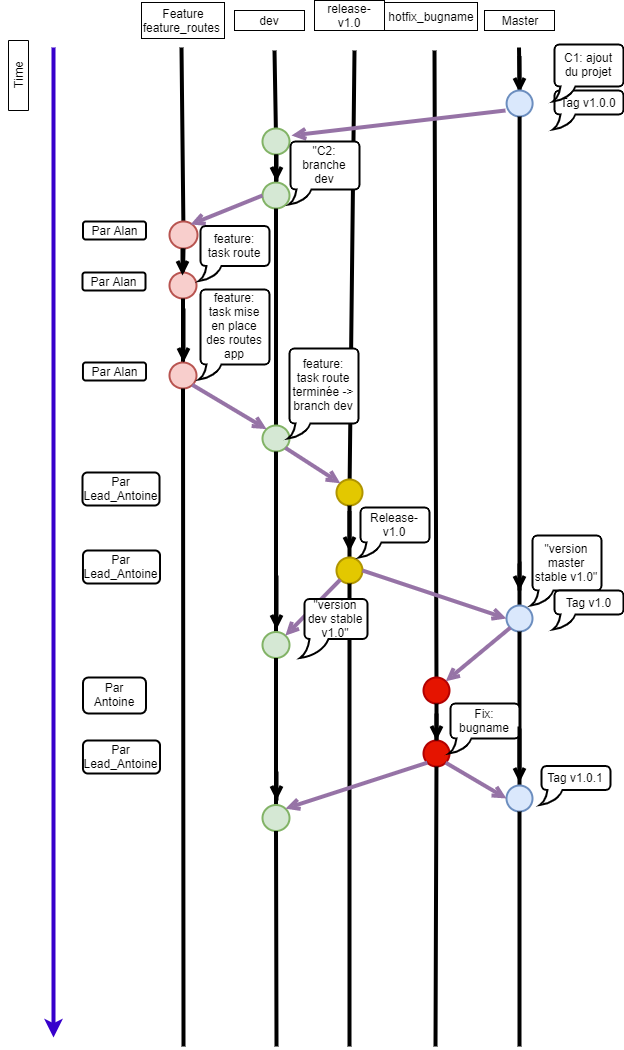 Feature
feature_routes
dev
release-
v1.0
hotfix_bugname
Master
Time
C1: ajout
du projet
Tag v1.0.0
"C2:
branche
dev
Par Alan
feature:
task route
Par Alan
feature:
task mise
en place
des routes
app
Par Alan
feature:
task route
terminée ->
branch dev
Par
Lead_Antoine
Release-
v1.0
Par
Lead_Antoine
"version
master
stable v1.0"
Tag v1.0
"version
dev stable
v1.0"
Par
Antoine
Fix:
bugname
Par
Lead_Antoine
Tag v1.0.1